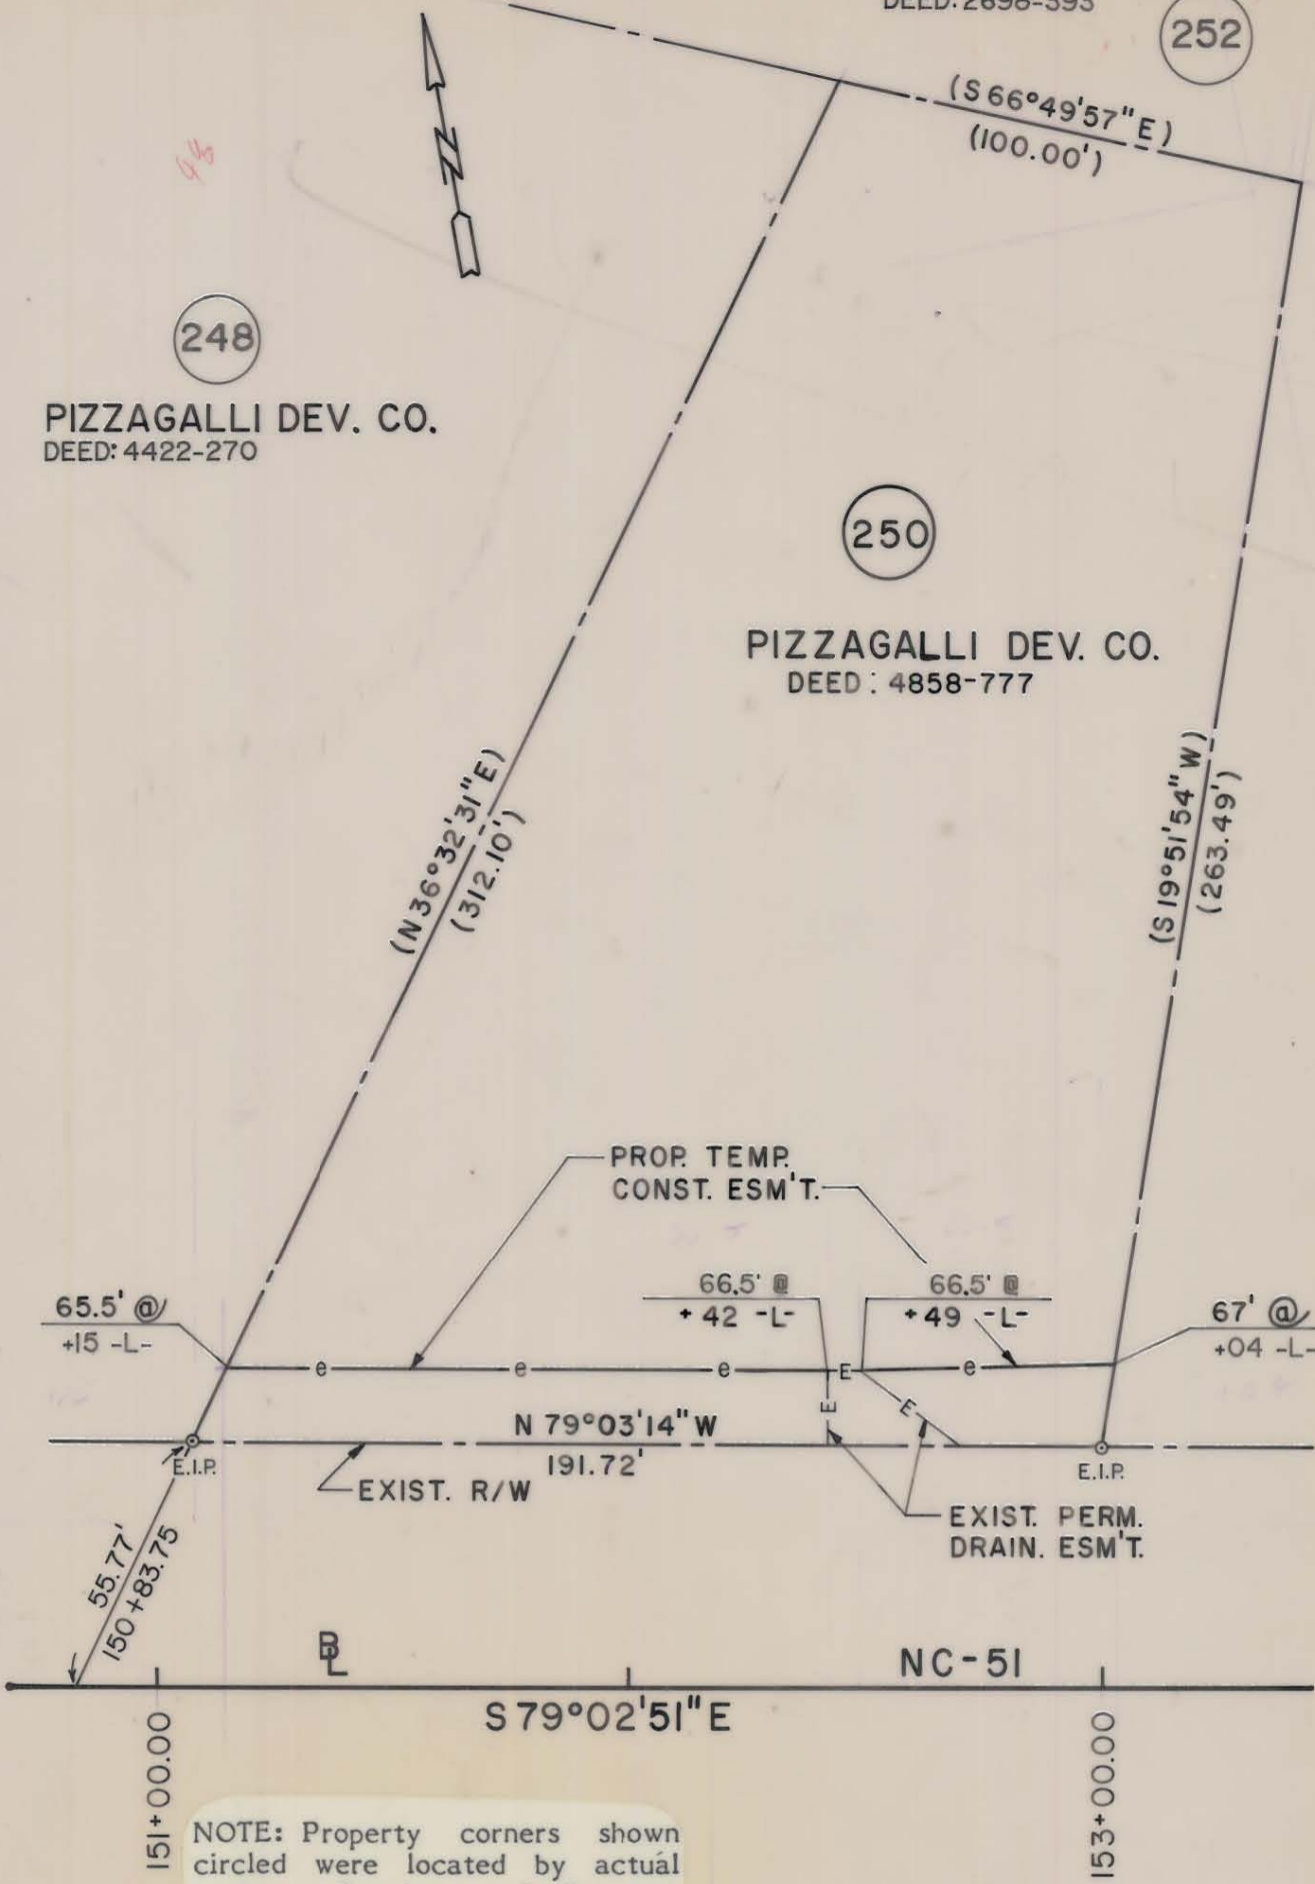 DEED: 2698-393
252
(S 66°49'57" E)
(100.00')
N
248
PIZZAGALLI DEV. CO.
DEED: 4422-270
250
PIZZAGALLI DEV. CO.
DEED: 4858-777
(N 36°32'31" E)
(312.10')
(S 19°51'54" W)
(263.49')
PROP. TEMP.
CONST. ESM'T.
65.5' @
+15 -L-
66.5' @
+42 -L-
66.5' @
+49 -L-
67' @
+04 -L-
e e e E e
E E
N 79°03'14" W
191.72'
E.I.P.
E.I.P.
EXIST. R/W
EXIST. PERM.
DRAIN. ESM'T.
55.77'
150+83.75
BL
NC-51
S 79°02'51" E
151+00.00
153+00.00
NOTE: Property corners shown
circled were located by actual